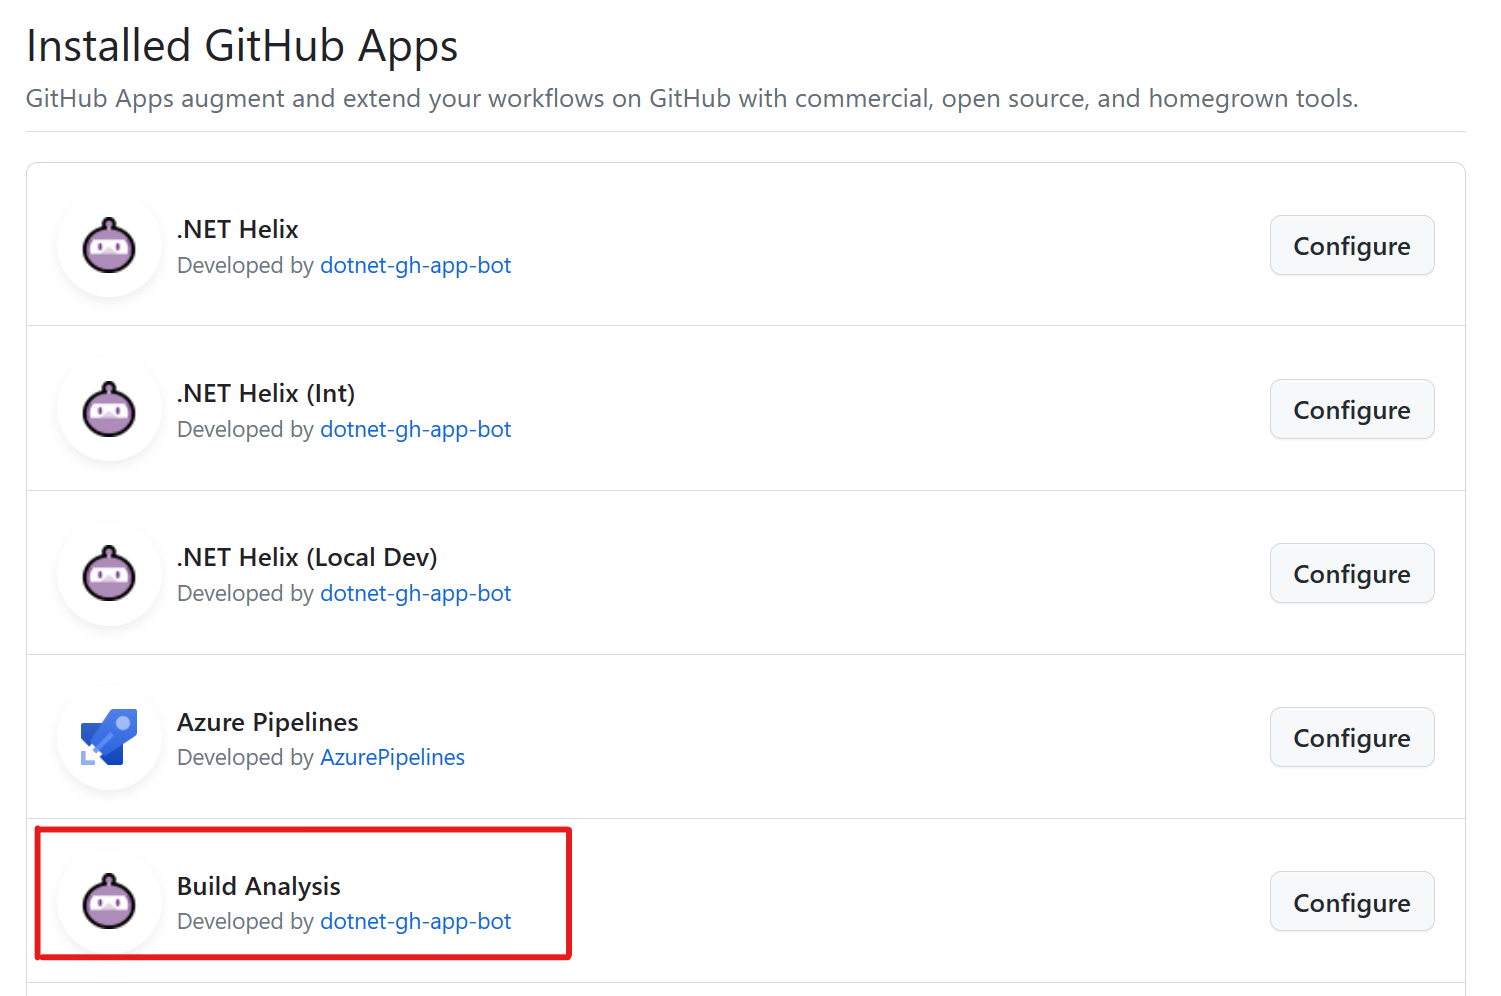 Installed GitHub Apps
GitHub Apps augment and extend your workflows on GitHub with commercial, open source, and homegrown tools.
.NET Helix
Developed by dotnet-gh-app-bot
Configure
.NET Helix (Int)
Developed by dotnet-gh-app-bot
Configure
.NET Helix (Local Dev)
Developed by dotnet-gh-app-bot
Configure
Azure Pipelines
Developed by AzurePipelines
Configure
Build Analysis
Developed by dotnet-gh-app-bot
Configure